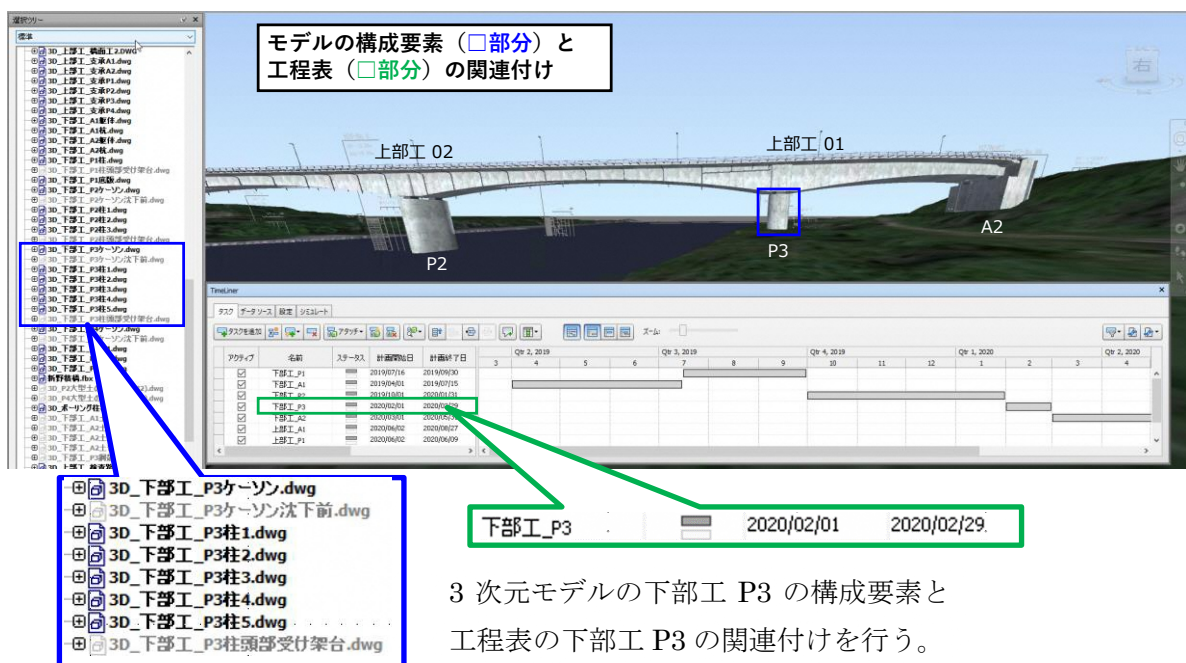 選択ツリー
標準
3D_上部工_橋面工2.DWG
3D_上部工_支承A1.dwg
3D_上部工_支承A2.dwg
3D_上部工_支承P1.dwg
3D_上部工_支承P2.dwg
3D_上部工_支承P3.dwg
3D_上部工_支承P4.dwg
3D_下部工_A1躯体.dwg
3D_下部工_A1杭.dwg
3D_下部工_A2躯体.dwg
3D_下部工_A2杭.dwg
3D_下部工_P1柱.dwg
3D_下部工_P1柱頭部受け架台.dwg
3D_下部工_P1底版.dwg
3D_下部工_P2ケーソン.dwg
3D_下部工_P2ケーソン沈下前.dwg
3D_下部工_P2柱1.dwg
3D_下部工_P2柱2.dwg
3D_下部工_P2柱3.dwg
3D_下部工_P2柱頭部受け架台.dwg
3D_下部工_P3ケーソン.dwg
3D_下部工_P3ケーソン沈下前.dwg
3D_下部工_P3柱1.dwg
3D_下部工_P3柱2.dwg
3D_下部工_P3柱3.dwg
3D_下部工_P3柱4.dwg
3D_下部工_P3柱5.dwg
3D_下部工_P3柱頭部受け架台.dwg
モデルの構成要素（□部分）と
工程表（□部分）の関連付け
右
上部工 02
上部工 01
P2
P3
A2
TimeLiner
タスク データ ソース 設定 シミュレート
タスクを追加 アタッチ ズーム:
アクティブ 名前 ステータス 計画開始日 計画終了日
Qtr 2, 2019 Qtr 3, 2019 Qtr 4, 2019 Qtr 1, 2020 Qtr 2, 2020
3 4 5 6 7 8 9 10 11 12 1 2 3 4
下部工_P1 2019/07/16 2019/09/30
下部工_A1 2019/04/01 2019/07/15
下部工_P2 2019/10/01 2020/01/31
下部工_P3 2020/02/01 2020/02/29
下部工_A2 2020/03/01
上部工_A1 2020/06/02 2020/08/27
上部工_P1 2020/06/02 2020/06/09
3D_下部工_P3ケーソン.dwg
3D_下部工_P3ケーソン沈下前.dwg
3D_下部工_P3柱1.dwg
3D_下部工_P3柱2.dwg
3D_下部工_P3柱3.dwg
3D_下部工_P3柱4.dwg
3D_下部工_P3柱5.dwg
3D_下部工_P3柱頭部受け架台.dwg
下部工_P3 2020/02/01 2020/02/29
3 次元モデルの下部工 P3 の構成要素と
工程表の下部工 P3 の関連付けを行う。